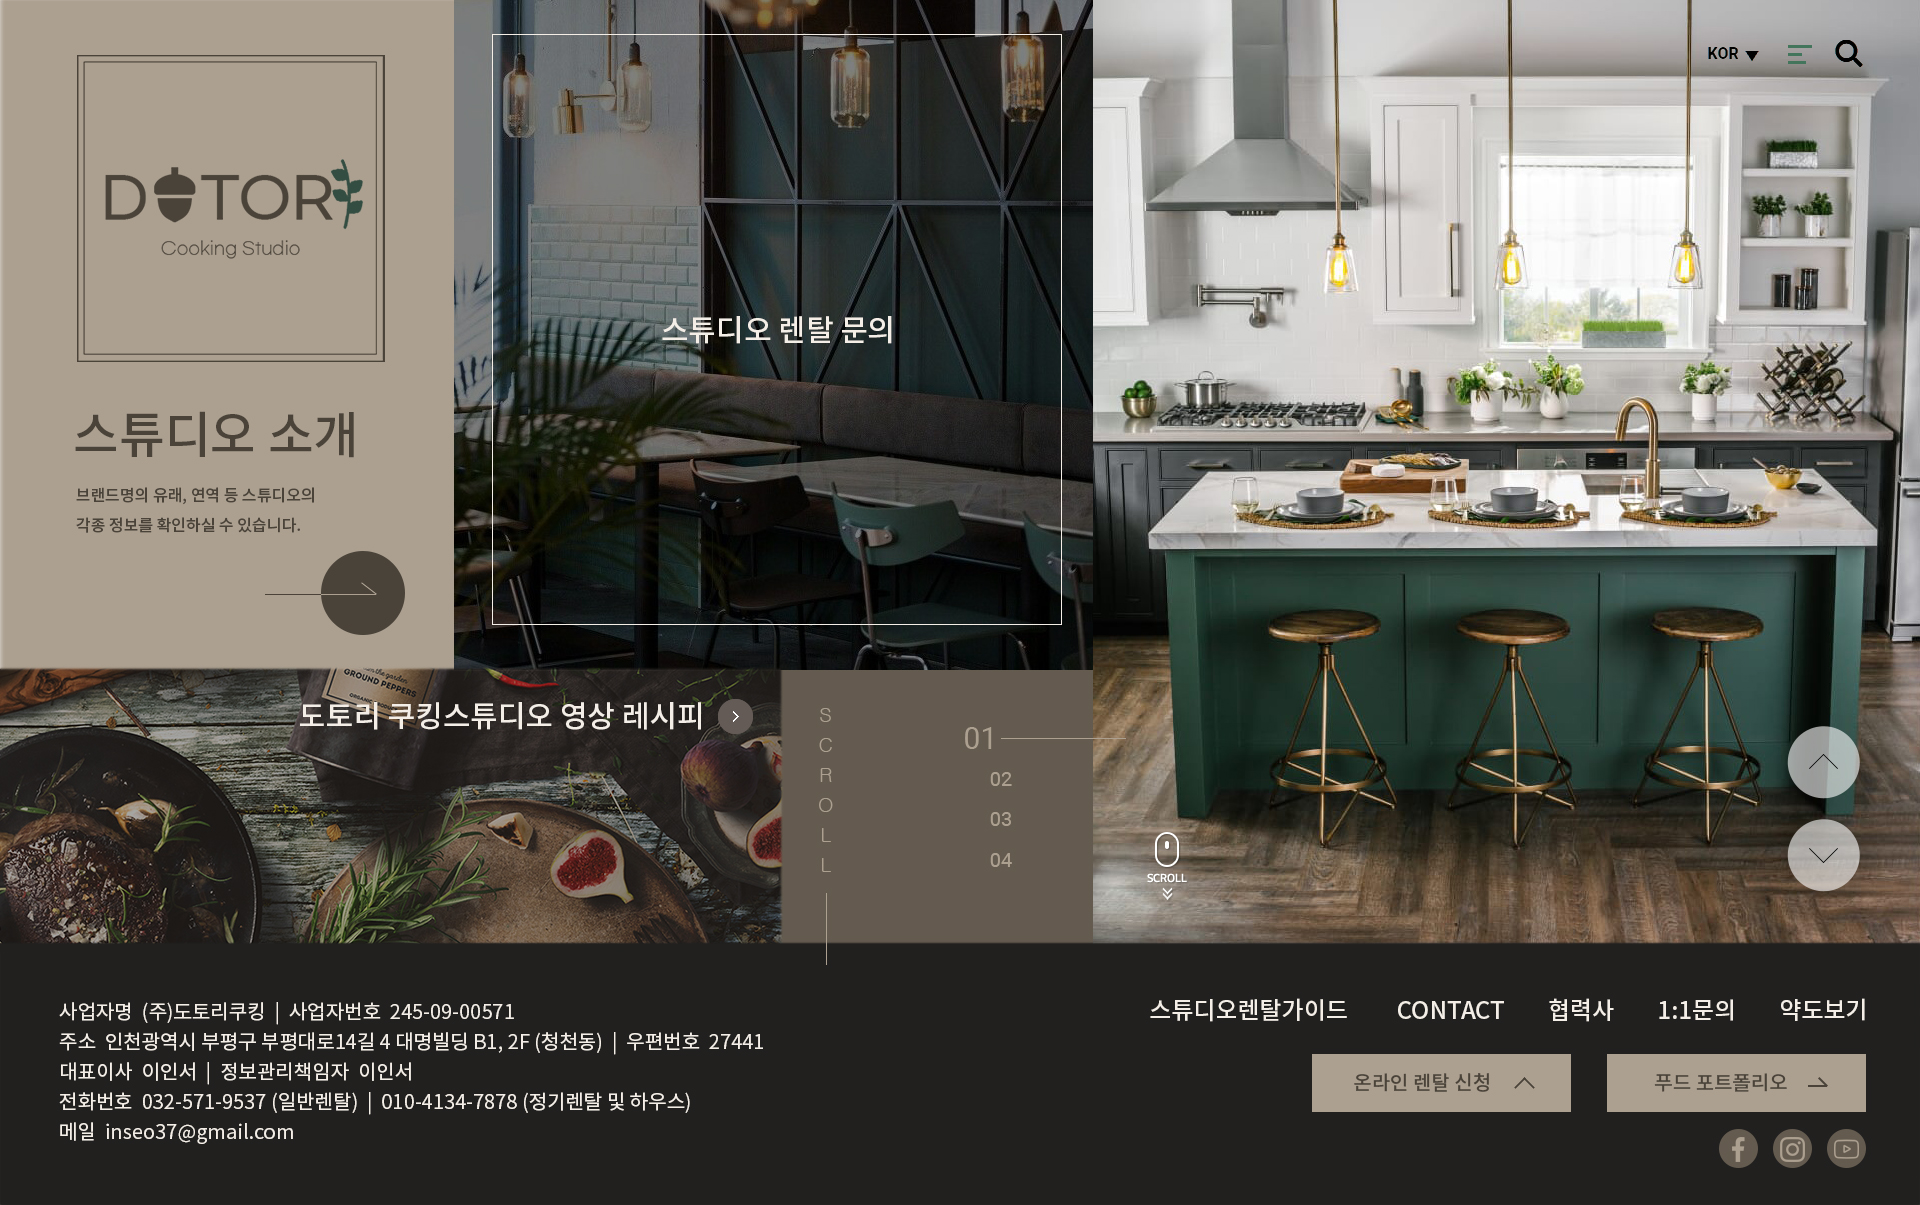 KOR
DOTORI
Cooking Studio
스튜디오 소개
브랜드명의 유래, 연역 등 스튜디오의
각종 정보를 확인하실 수 있습니다.
스튜디오 렌탈 문의
the garden
GROUND PEPPERS
도토리 쿠킹스튜디오 영상 레시피
SCROLL
01
02
03
04
SCROLL
사업자명 (주)도토리쿠킹 | 사업자번호 245-09-00571
주소 인천광역시 부평구 부평대로14길 4 대명빌딩 B1, 2F (청천동) | 우편번호 27441
대표이사 이인서 | 정보관리책임자 이인서
전화번호 032-571-9537 (일반렌탈) | 010-4134-7878 (정기렌탈 및 하우스)
메일 inseo37@gmail.com
스튜디오렌탈가이드 CONTACT 협력사 1:1문의 약도보기
온라인 렌탈 신청
푸드 포트폴리오